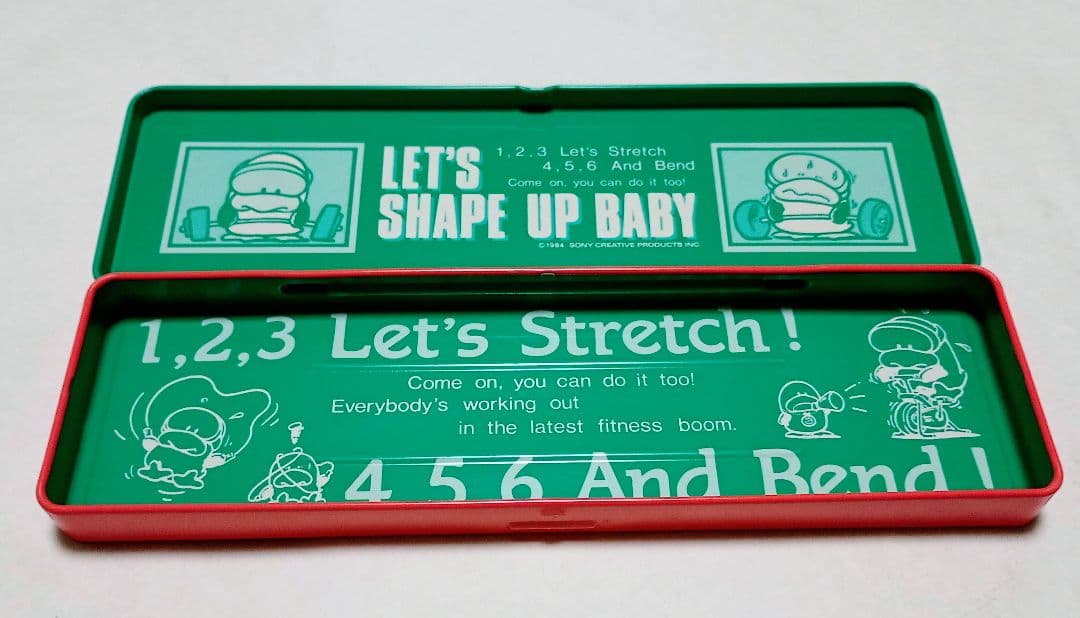 LET'S
SHAPE UP BABY
1,2,3 Let's Stretch
4,5,6 And Bend
Come on, you can do it too!
©1984 SONY CREATIVE PRODUCTS INC.
1,2,3 Let's Stretch!
Come on, you can do it too!
Everybody's working out
in the latest fitness boom.
4 5 6 And Bend!